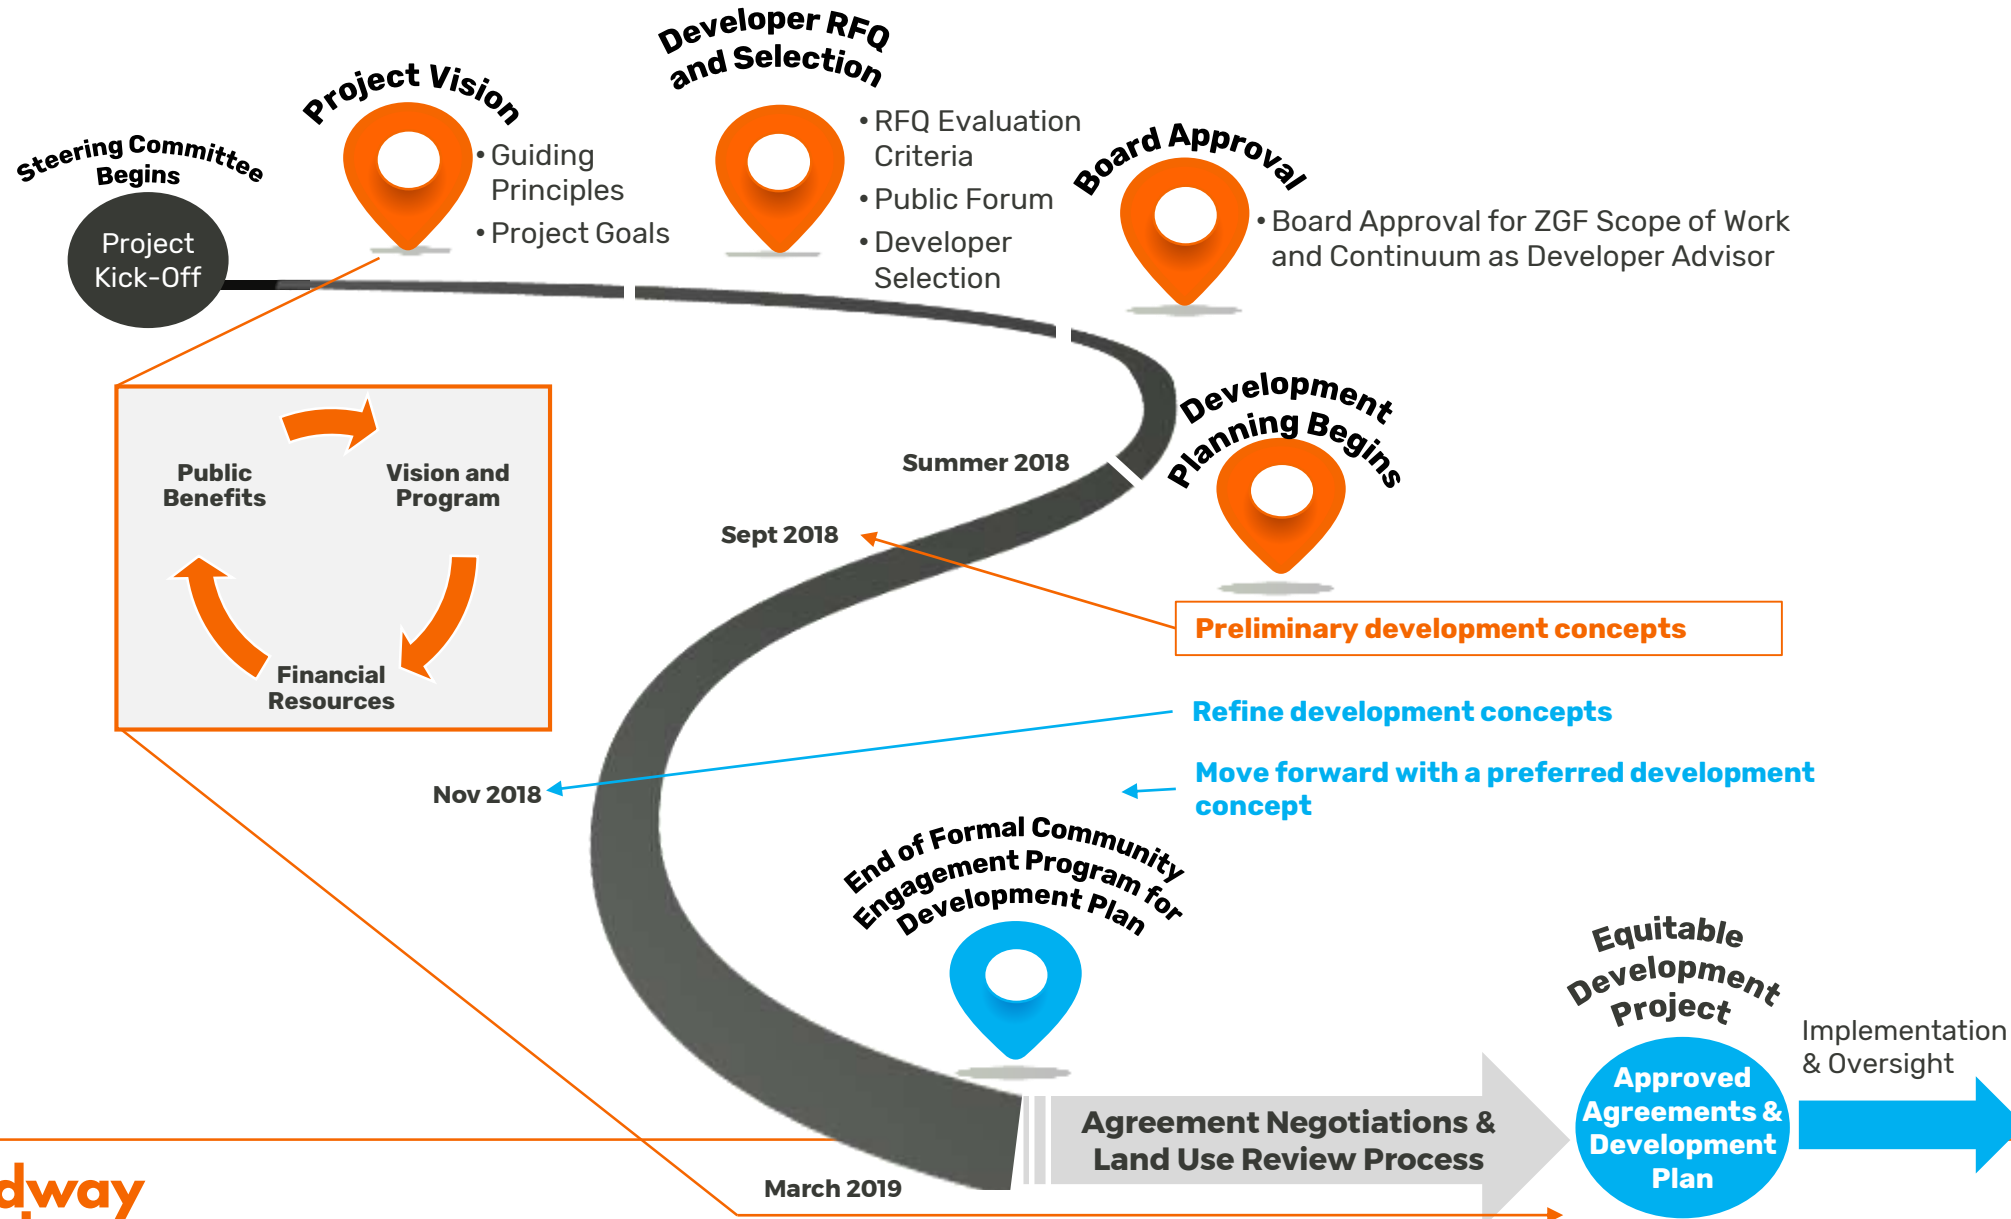 Steering Committee
Begins
Project
Kick-Off
Project Vision
• Guiding
Principles
• Project Goals
Developer RFQ
and Selection
• RFQ Evaluation
Criteria
• Public Forum
• Developer
Selection
Board Approval
• Board Approval for ZGF Scope of Work
and Continuum as Developer Advisor
Development
Planning Begins
Public
Benefits
Vision and
Program
Financial
Resources
Summer 2018
Sept 2018
Preliminary development concepts
Refine development concepts
Nov 2018
Move forward with a preferred development
concept
End of Formal Community
Engagement Program for
Development Plan
Agreement Negotiations &
Land Use Review Process
March 2019
Equitable
Development
Project
Approved
Agreements &
Development
Plan
Implementation
& Oversight